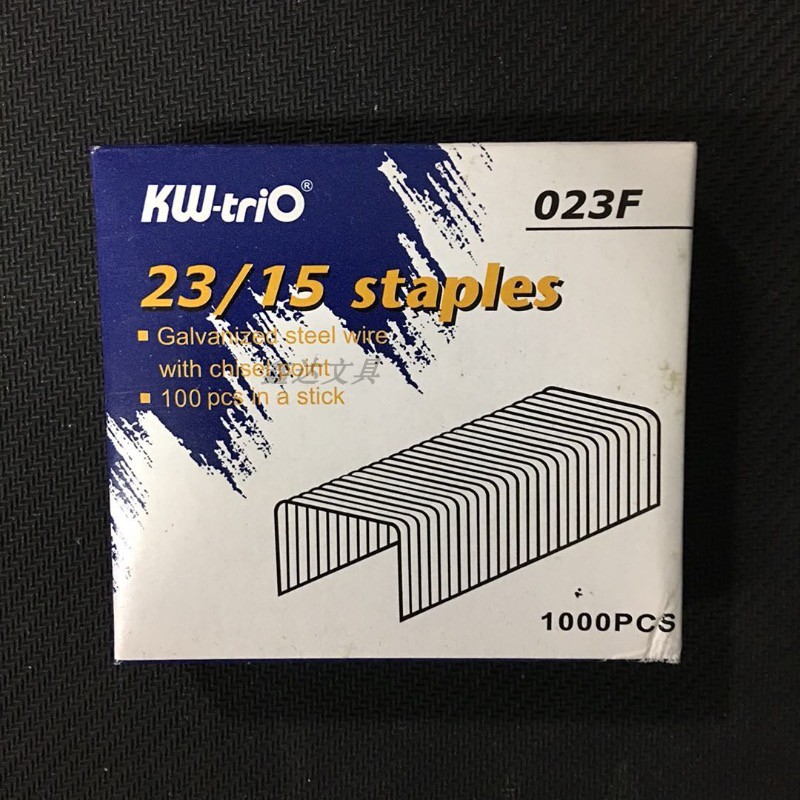 KW-triO®
023F
23/15 staples
Galvanized steel wire
with chisel point
100 pcs in a stick
1000PCS